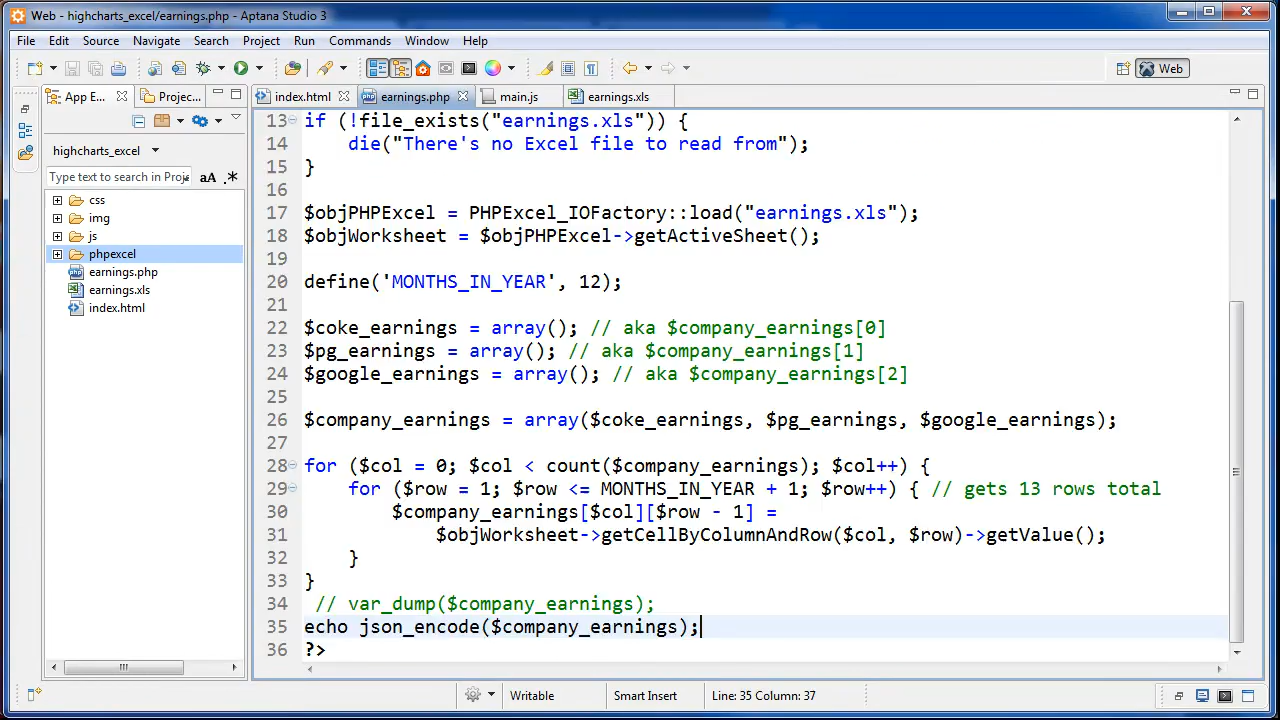 Web - highcharts_excel/earnings.php - Aptana Studio 3
File Edit Source Navigate Search Project Run Commands Window Help
Web
App E... Projec...
index.html earnings.php main.js earnings.xls
highcharts_excel
Type text to search in Proje
aA .*
css
img
js
phpexcel
earnings.php
earnings.xls
index.html
13 if (!file_exists("earnings.xls")) {
14 die("There's no Excel file to read from");
15 }
16
17 $objPHPExcel = PHPExcel_IOFactory::load("earnings.xls");
18 $objWorksheet = $objPHPExcel->getActiveSheet();
19
20 define('MONTHS_IN_YEAR', 12);
21
22 $coke_earnings = array(); // aka $company_earnings[0]
23 $pg_earnings = array(); // aka $company_earnings[1]
24 $google_earnings = array(); // aka $company_earnings[2]
25
26 $company_earnings = array($coke_earnings, $pg_earnings, $google_earnings);
27
28 for ($col = 0; $col < count($company_earnings); $col++) {
29 for ($row = 1; $row <= MONTHS_IN_YEAR + 1; $row++) { // gets 13 rows total
30 $company_earnings[$col][$row - 1] =
31 $objWorksheet->getCellByColumnAndRow($col, $row)->getValue();
32 }
33 }
34 // var_dump($company_earnings);
35 echo json_encode($company_earnings);
36 ?>
Writable Smart Insert Line: 35 Column: 37